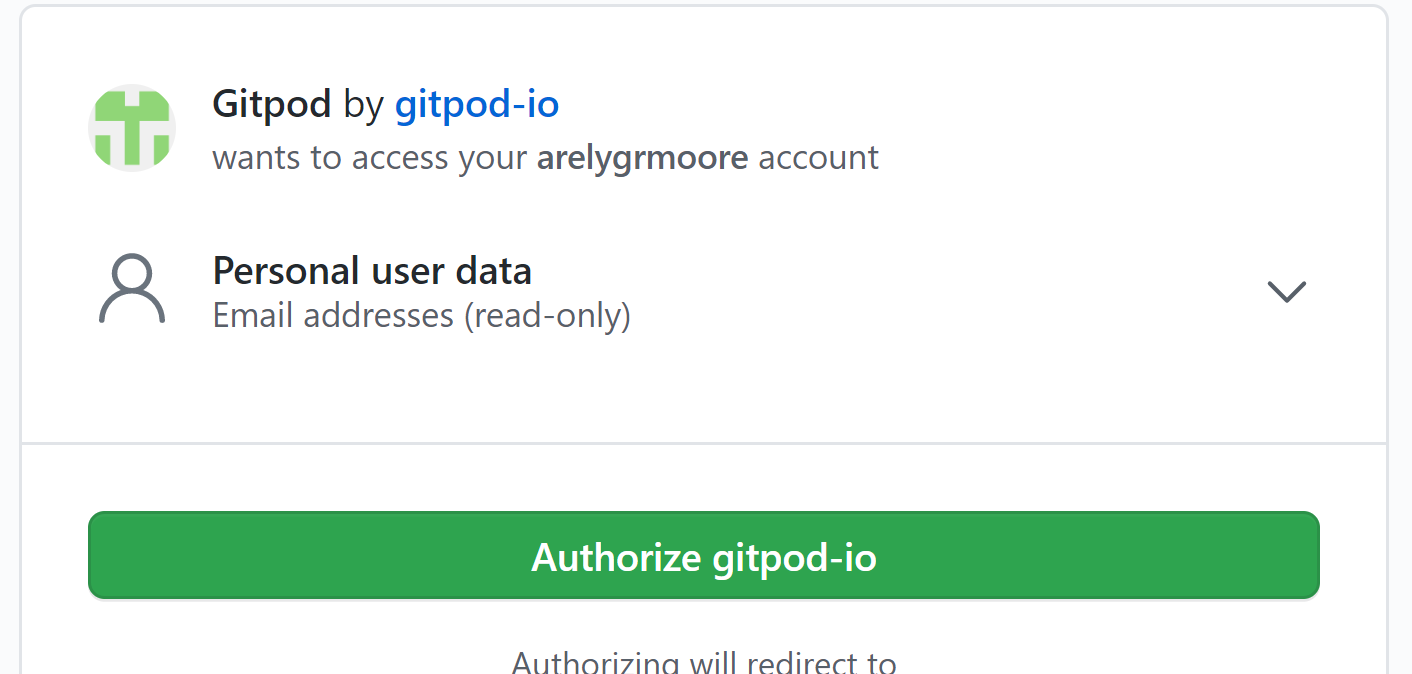 Gitpod by gitpod-io
wants to access your arelygrmoore account
Personal user data
Email addresses (read-only)
Authorize gitpod-io
Authorizing will redirect to